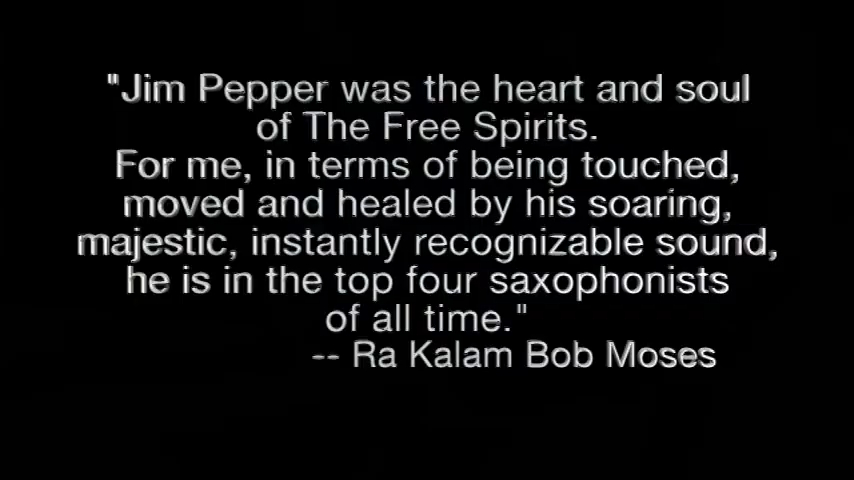 "Jim Pepper was the heart and soul
of The Free Spirits.
For me, in terms of being touched,
moved and healed by his soaring,
majestic, instantly recognizable sound,
he is in the top four saxophonists
of all time."
-- Ra Kalam Bob Moses